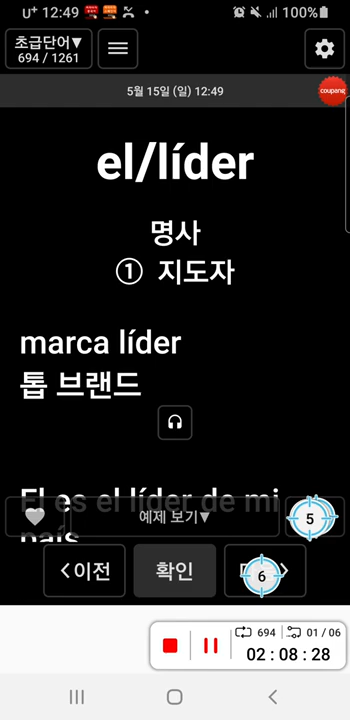 U+ 12:49 100%
초급단어▼
694 / 1261
5월 15일 (일) 12:49
coupang
el/líder
명사
① 지도자
marca líder
톱 브랜드
El es el líder de mi
país
예제 보기▼
5
<이전
확인
6
>
694 01 / 06
02 : 08 : 28